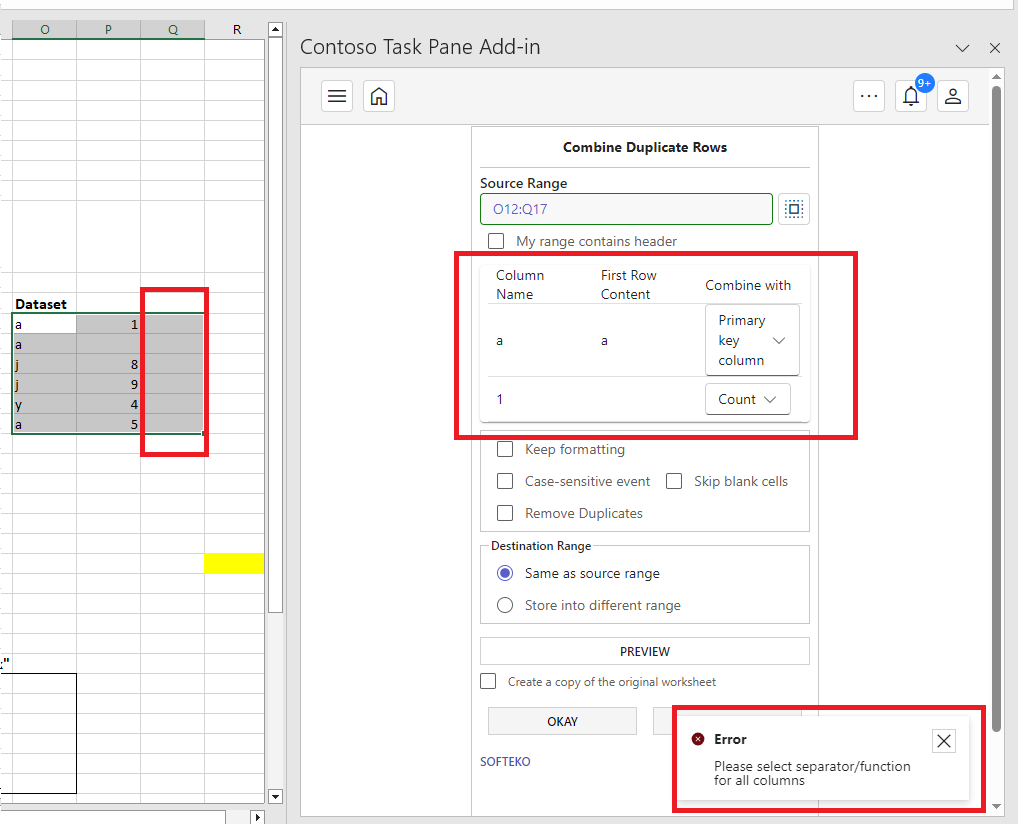 O P Q R
Contoso Task Pane Add-in
9+
Combine Duplicate Rows
Source Range
O12:Q17
My range contains header
Column Name First Row Content Combine with
a a Primary key column
1 Count
Keep formatting
Case-sensitive event Skip blank cells
Remove Duplicates
Destination Range
Same as source range
Store into different range
PREVIEW
Create a copy of the original worksheet
OKAY
SOFTEKO
Error
Please select separator/function
for all columns
Dataset
a 1
a
j 8
j 9
y 4
a 5
:"